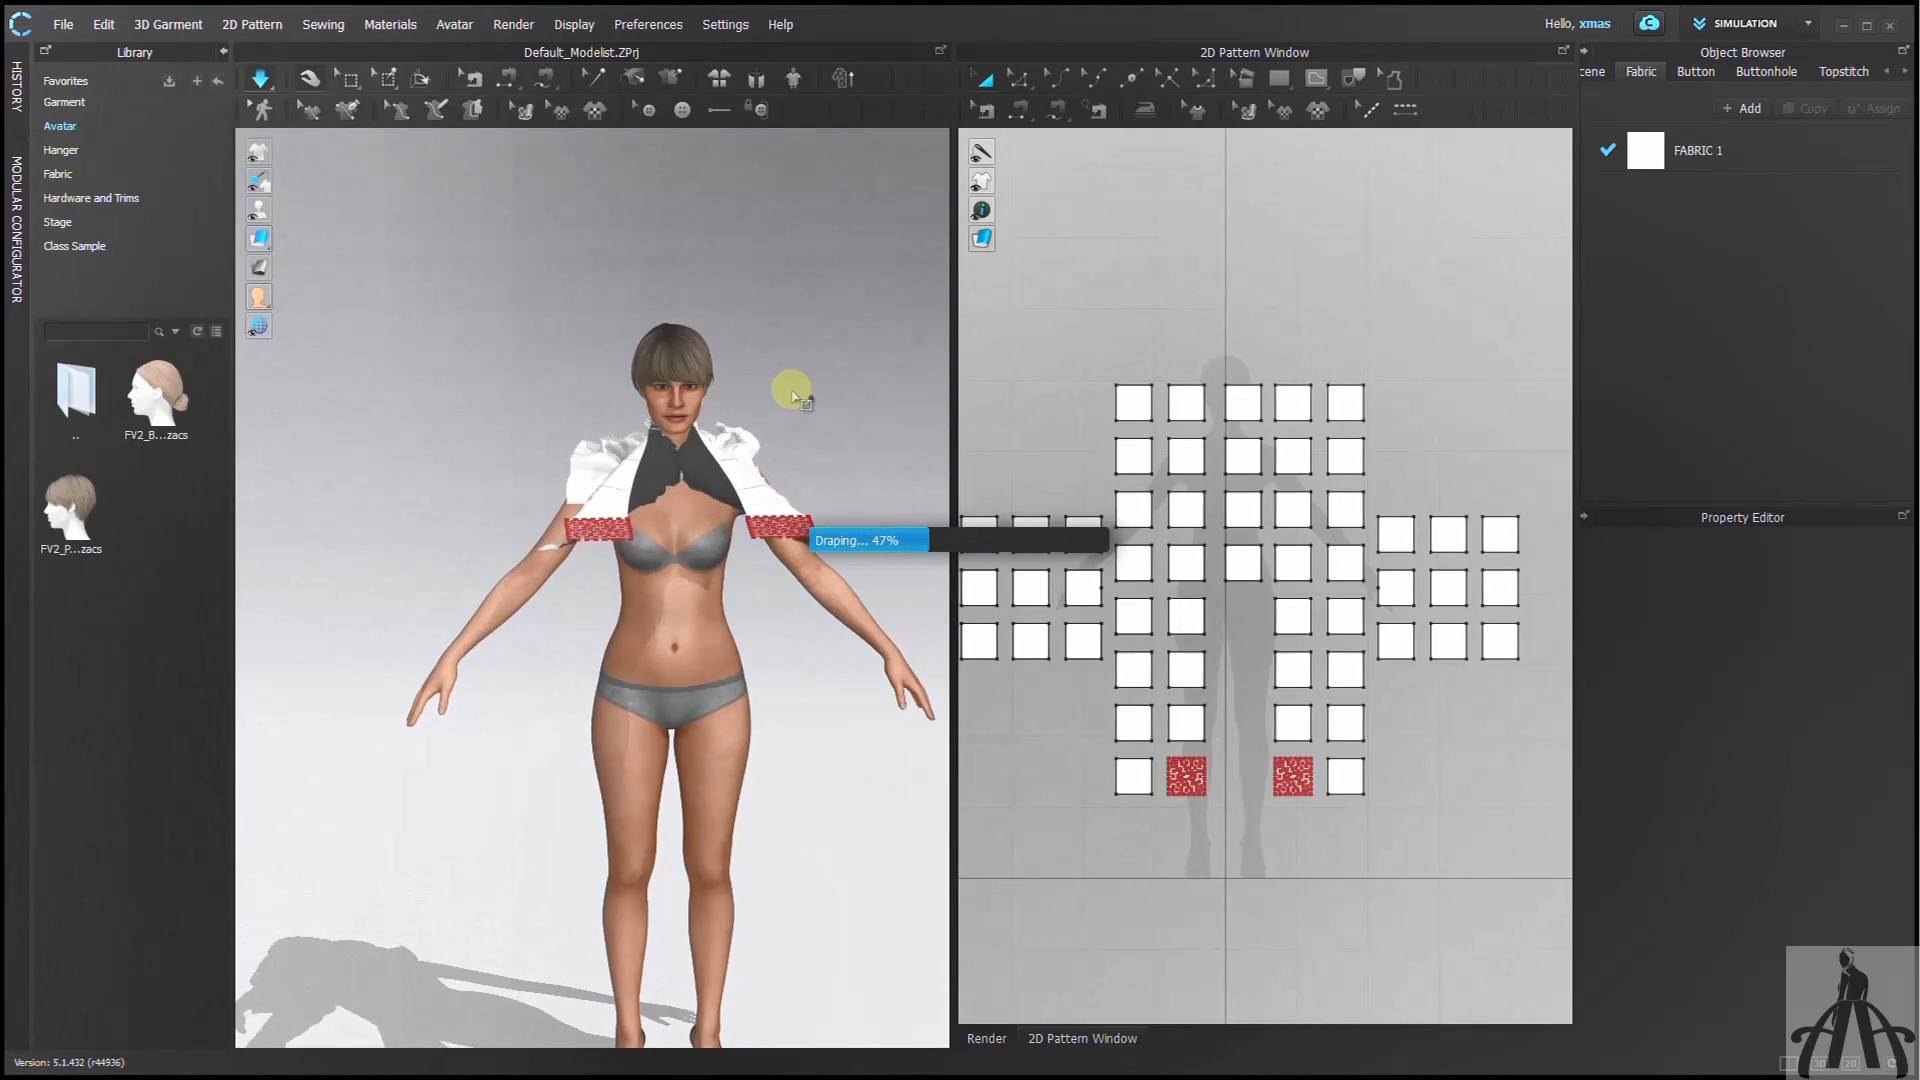 File Edit 3D Garment 2D Pattern Sewing Materials Avatar Render Display Preferences Settings Help
Hello, xmas
SIMULATION
Library
Default_Modelist.ZPrj
2D Pattern Window
Object Browser
HISTORY
MODULAR CONFIGURATOR
Favorites
Garment
Avatar
Hanger
Fabric
Hardware and Trims
Stage
Class Sample
cene Fabric Button Buttonhole Topstitch
+ Add Copy Assign
FABRIC 1
..
FV2_B...zacs
FV2_P...zacs
Draping... 47%
Property Editor
Render 2D Pattern Window
Version: 5.1.432 (r44936)
3D 2D